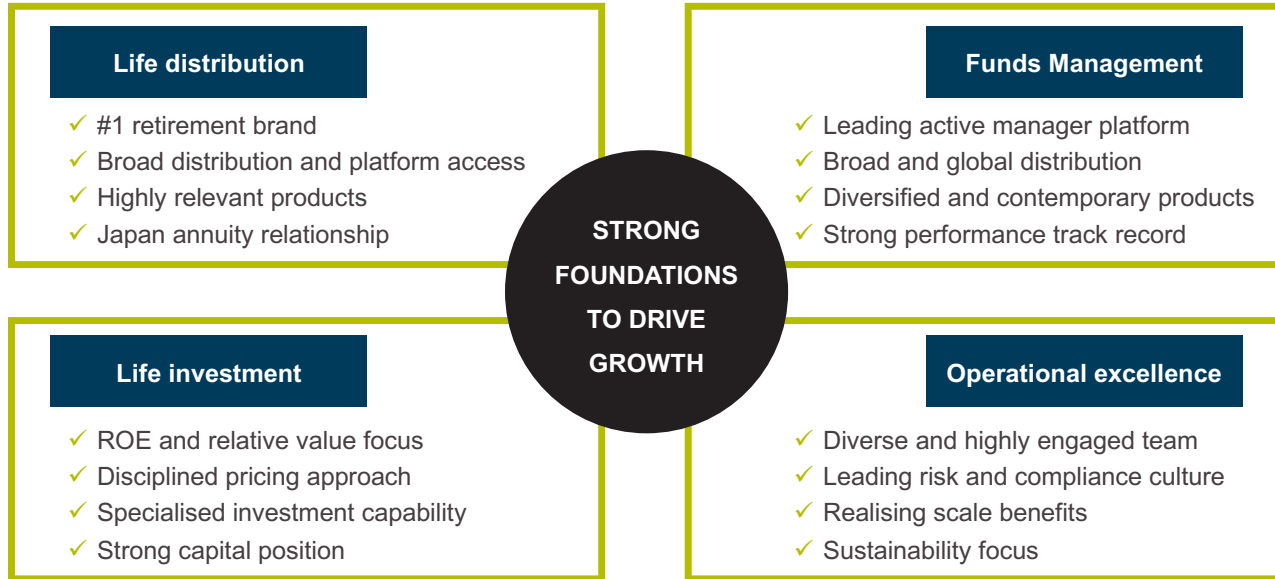 Life distribution
✓ #1 retirement brand
✓ Broad distribution and platform access
✓ Highly relevant products
✓ Japan annuity relationship
Funds Management
✓ Leading active manager platform
✓ Broad and global distribution
✓ Diversified and contemporary products
✓ Strong performance track record
STRONG
FOUNDATIONS
TO DRIVE
GROWTH
Life investment
✓ ROE and relative value focus
✓ Disciplined pricing approach
✓ Specialised investment capability
✓ Strong capital position
Operational excellence
✓ Diverse and highly engaged team
✓ Leading risk and compliance culture
✓ Realising scale benefits
✓ Sustainability focus